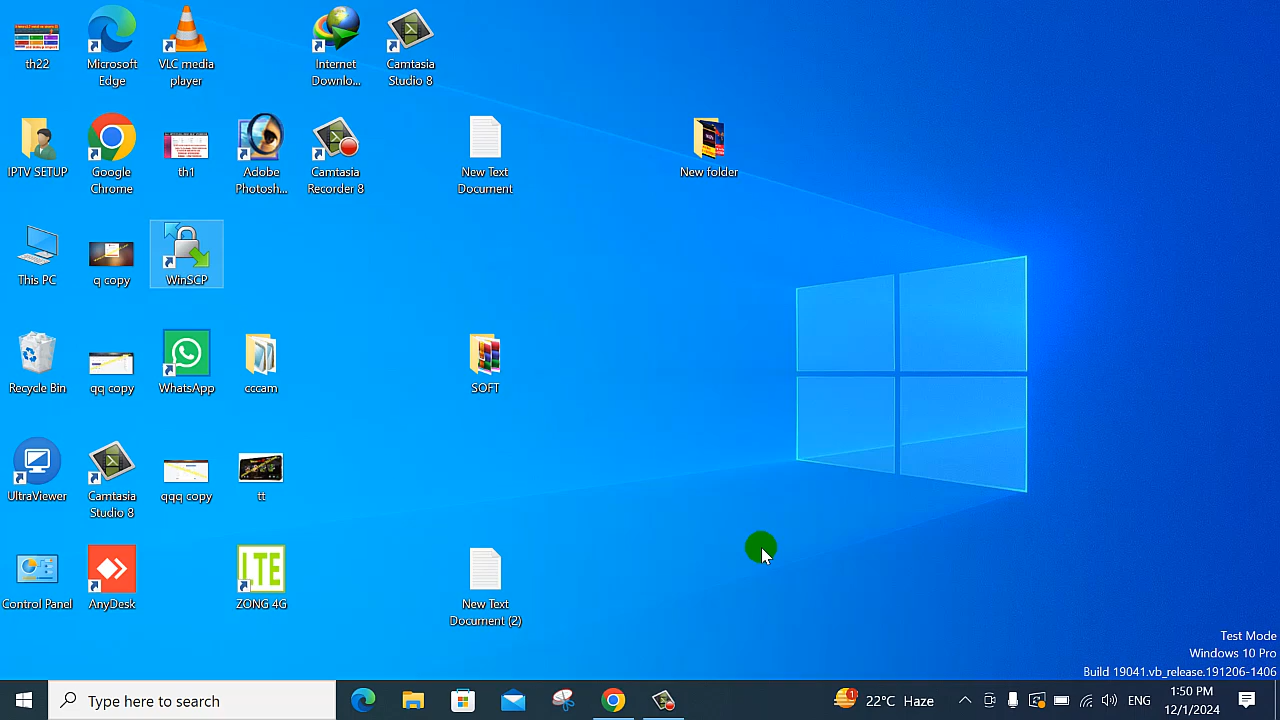 th22
Microsoft
Edge
VLC media
player
Internet
Downlo...
Camtasia
Studio 8
IPTV SETUP
Google
Chrome
th1
Adobe
Photosh...
Camtasia
Recorder 8
New Text
Document
New folder
This PC
q copy
WinSCP
Recycle Bin
qq copy
WhatsApp
cccam
SOFT
UltraViewer
Camtasia
Studio 8
qqq copy
tt
Control Panel
AnyDesk
LTE
ZONG 4G
New Text
Document (2)
Test Mode
Windows 10 Pro
Build 19041.vb_release.191206-1406
Type here to search
1
22°C Haze
ENG
1:50 PM
12/1/2024